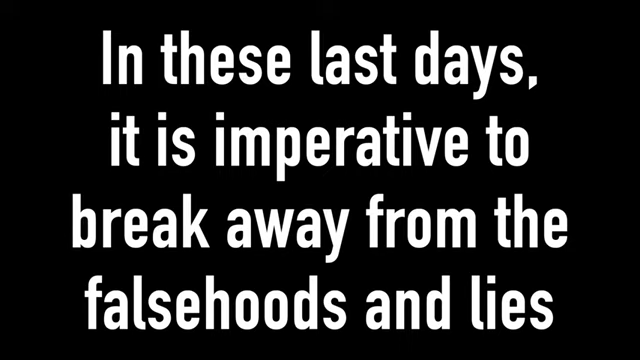 In these last days,
it is imperative to
break away from the
falsehoods and lies